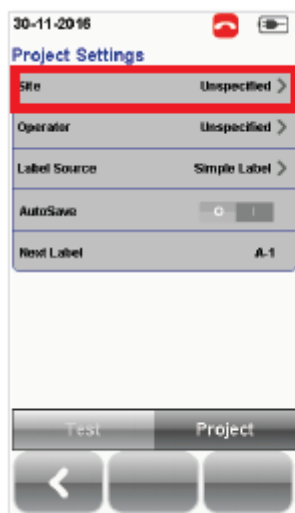 30-11-2016
Project Settings
Site Unspecified >
Operator Unspecified >
Label Source Simple Label >
AutoSave O I
Next Label A-1
Test Project